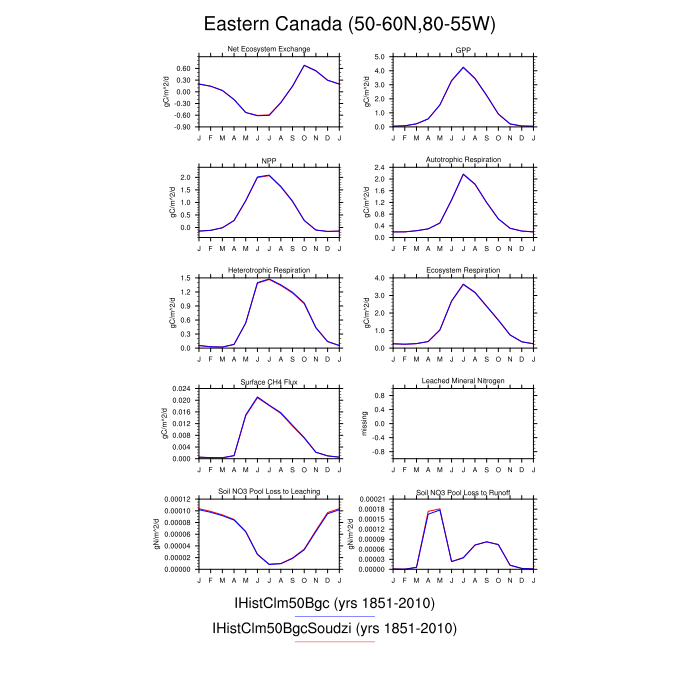 Eastern Canada (50-60N,80-55W)
Net Ecosystem Exchange
gC/m^2/d
0.60
0.30
0.00
-0.30
-0.60
-0.90
J F M A M J J A S O N D J
GPP
gC/m^2/d
5.0
4.0
3.0
2.0
1.0
0.0
J F M A M J J A S O N D J
NPP
gC/m^2/d
2.0
1.5
1.0
0.5
0.0
J F M A M J J A S O N D J
Autotrophic Respiration
gC/m^2/d
2.4
2.0
1.6
1.2
0.8
0.4
0.0
J F M A M J J A S O N D J
Heterotrophic Respiration
gC/m^2/d
1.5
1.2
0.9
0.6
0.3
0.0
J F M A M J J A S O N D J
Ecosystem Respiration
gC/m^2/d
4.0
3.0
2.0
1.0
0.0
J F M A M J J A S O N D J
Surface CH4 Flux
gC/m^2/d
0.024
0.020
0.016
0.012
0.008
0.004
0.000
J F M A M J J A S O N D J
Leached Mineral Nitrogen
missing
0.8
0.4
0.0
-0.4
-0.8
J F M A M J J A S O N D J
Soil NO3 Pool Loss to Leaching
gN/m^2/d
0.00012
0.00010
0.00008
0.00006
0.00004
0.00002
0.00000
J F M A M J J A S O N D J
Soil NO3 Pool Loss to Runoff
gN/m^2/d
0.00021
0.00018
0.00015
0.00012
0.00009
0.00006
0.00003
0.00000
J F M A M J J A S O N D J
IHistClm50Bgc (yrs 1851-2010)
IHistClm50BgcSoudzi (yrs 1851-2010)